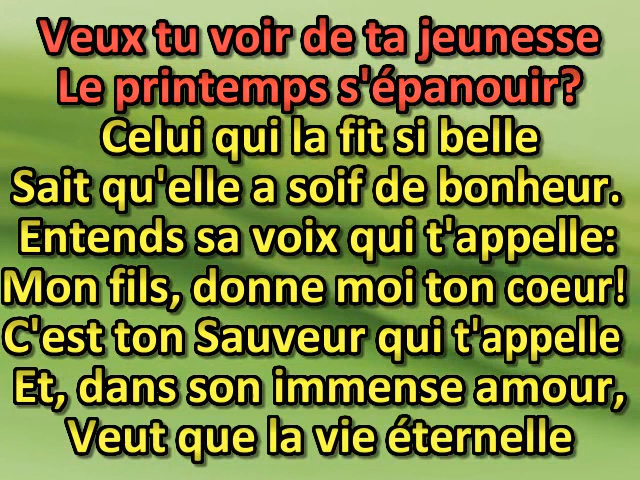 Veux tu voir de ta jeunesse
Le printemps s'épanouir?
Celui qui la fit si belle
Sait qu'elle a soif de bonheur.
Entends sa voix qui t'appelle:
Mon fils, donne moi ton coeur!
C'est ton Sauveur qui t'appelle
Et, dans son immense amour,
Veut que la vie éternelle